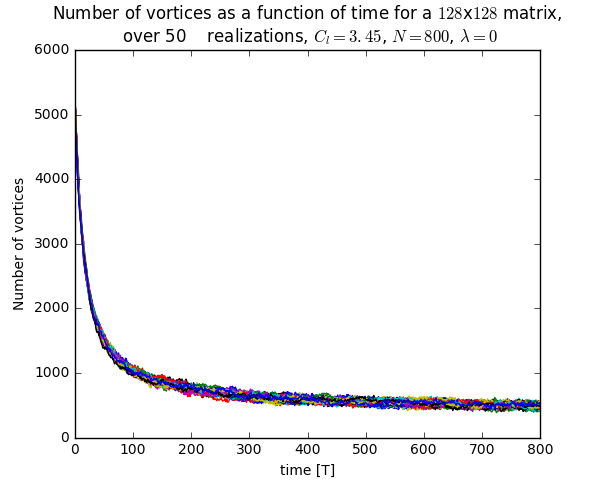 Number of vortices as a function of time for a 128x128 matrix,
over 50 realizations, C_l = 3.45, N = 800, λ = 0
6000
5000
4000
3000
2000
1000
0
Number of vortices
0 100 200 300 400 500 600 700 800
time [T]